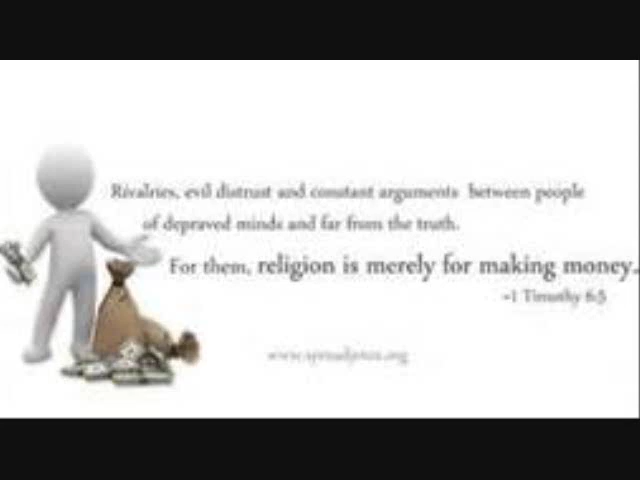 Rivalries, evil distrust and constant arguments between people
of depraved minds and far from the truth.
For them, religion is merely for making money.
~1 Timothy 6:5